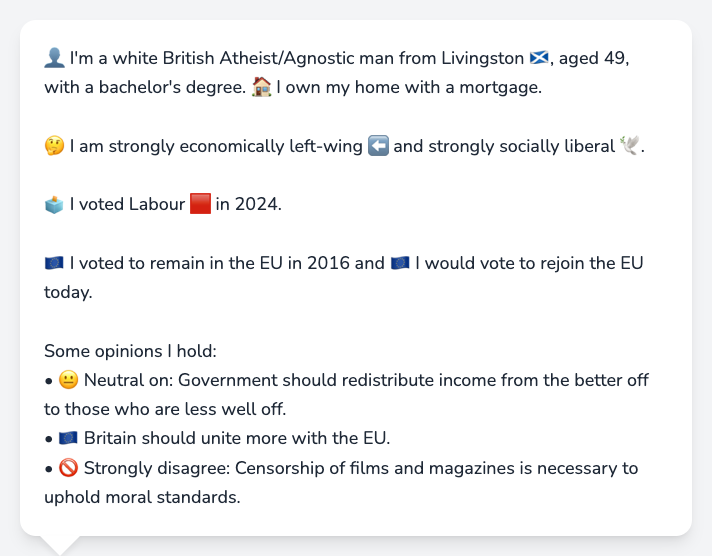 👤 I'm a white British Atheist/Agnostic man from Livingston 🏴󠁧󠁢󠁳󠁣󠁴󠁿, aged 49,
with a bachelor's degree. 🏠 I own my home with a mortgage.
🤔 I am strongly economically left-wing ⬅️ and strongly socially liberal 🕊️.
🗳️ I voted Labour 🟥 in 2024.
🇪🇺 I voted to remain in the EU in 2016 and 🇪🇺 I would vote to rejoin the EU
today.
Some opinions I hold:
• 😐 Neutral on: Government should redistribute income from the better off
to those who are less well off.
• 🇪🇺 Britain should unite more with the EU.
• 🚫 Strongly disagree: Censorship of films and magazines is necessary to
uphold moral standards.